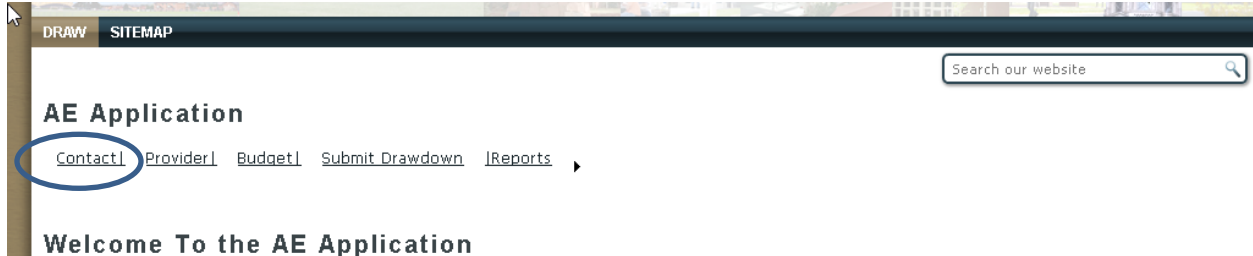 DRAW SITEMAP
Search our website
AE Application
Contact| Provider| Budget| Submit Drawdown |Reports
Welcome To the AE Application